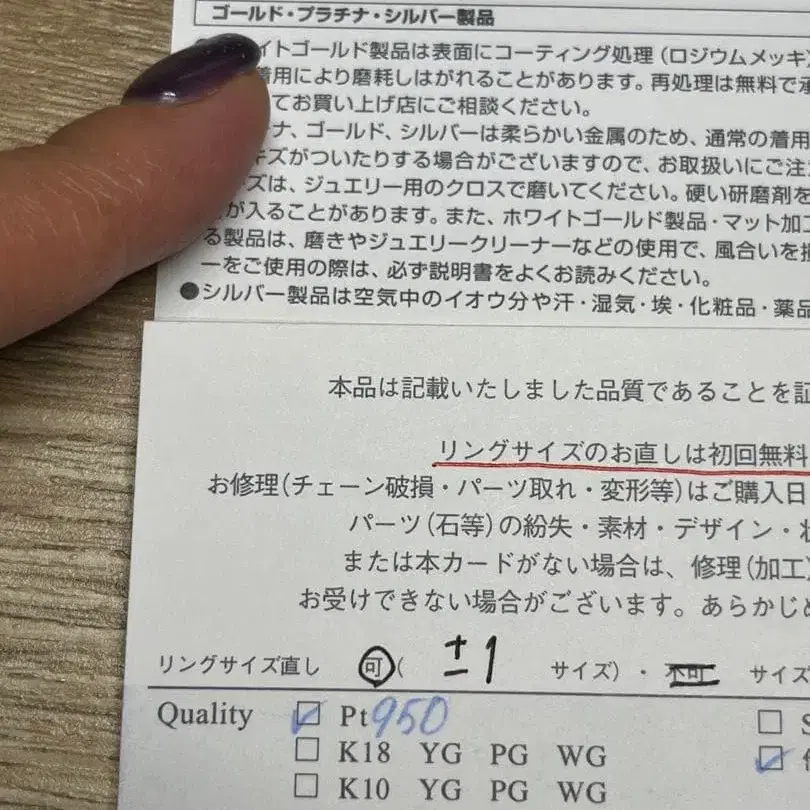 ゴールド・プラチナ・シルバー製品
イトゴールド製品は表面にコーティング処理(ロジウムメッキ)
着用により磨耗しはがれることがあります。再処理は無料で
てお買い上げ店にご相談ください。
ナ、ゴールド、シルバーは柔らかい金属のため、通常の着用
キズがついたりする場合がございますので、お取扱いにご注
ズは、ジュエリー用のクロスで磨いてください。硬い研磨剤を
が入ることがあります。また、ホワイトゴールド製品・マット加工
る製品は、磨きやジュエリークリーナーなどの使用で、風合いを
ーをご使用の際は、必ず説明書をよくお読みください。
●シルバー製品は空気中のイオウ分や汗・湿気・埃・化粧品・薬品
本品は記載いたしました品質であることを証
リングサイズのお直しは初回無料
お修理(チェーン破損・パーツ取れ・変形等)はご購入日
パーツ(石等)の紛失・素材・デザイン・
または本カードがない場合は、修理(加工)
お受けできない場合がございます。あらかじめ
リングサイズ直し 可( ±1 サイズ)・不可 サイズ
Quality Pt950 S
K18 YG PG WG
K10 YG PG WG